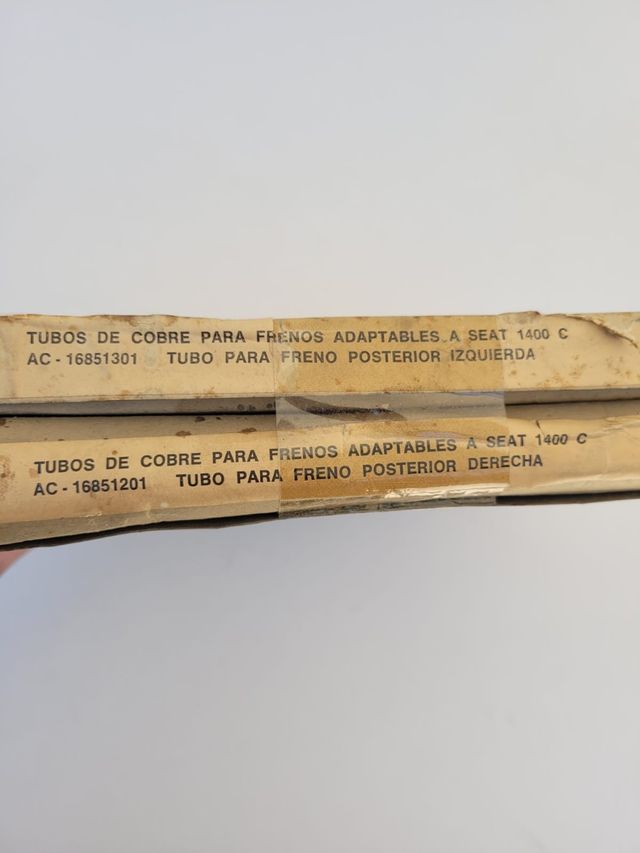 TUBOS DE COBRE PARA FRENOS ADAPTABLES A SEAT 1400 C
AC - 16851301 TUBO PARA FRENO POSTERIOR IZQUIERDA
TUBOS DE COBRE PARA FRENOS ADAPTABLES A SEAT 1400 C
AC - 16851201 TUBO PARA FRENO POSTERIOR DERECHA